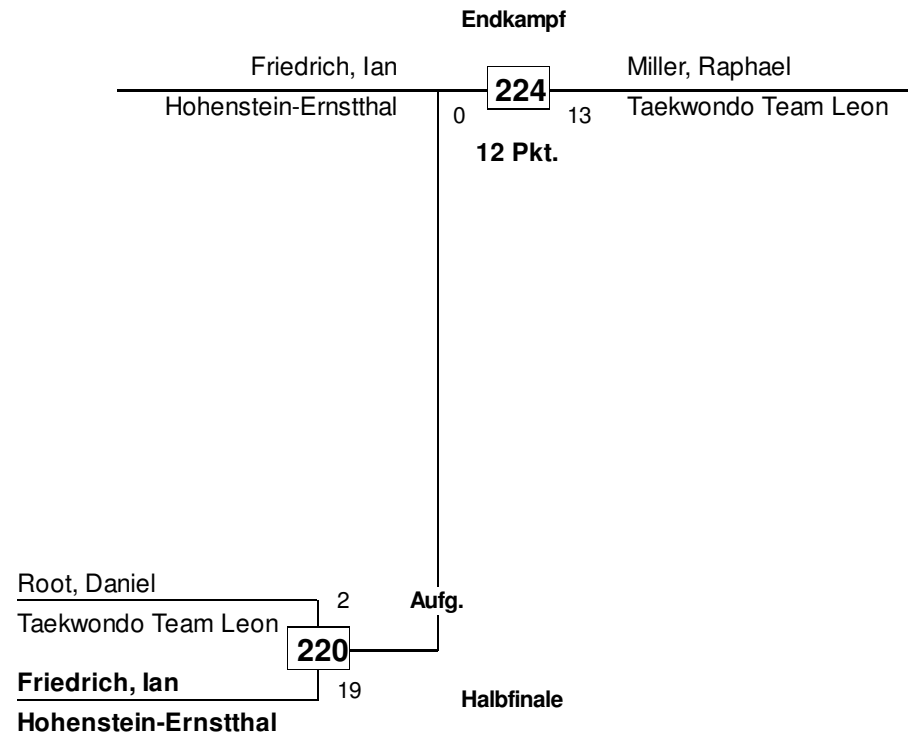 Endkampf
Friedrich, Ian
Hohenstein-Ernstthal
0
224
13
Miller, Raphael
Taekwondo Team Leon
12 Pkt.
Root, Daniel
Taekwondo Team Leon
2
Aufg.
220
Friedrich, Ian
Hohenstein-Ernstthal
19
Halbfinale